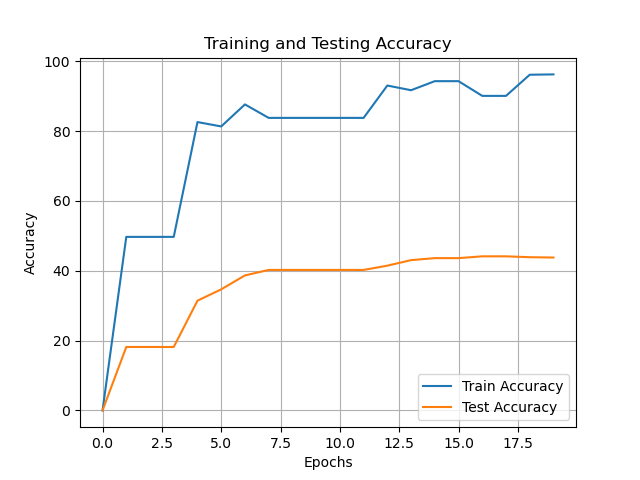 Training and Testing Accuracy
Accuracy
100
80
60
40
20
0
0.0 2.5 5.0 7.5 10.0 12.5 15.0 17.5
Epochs
Train Accuracy
Test Accuracy